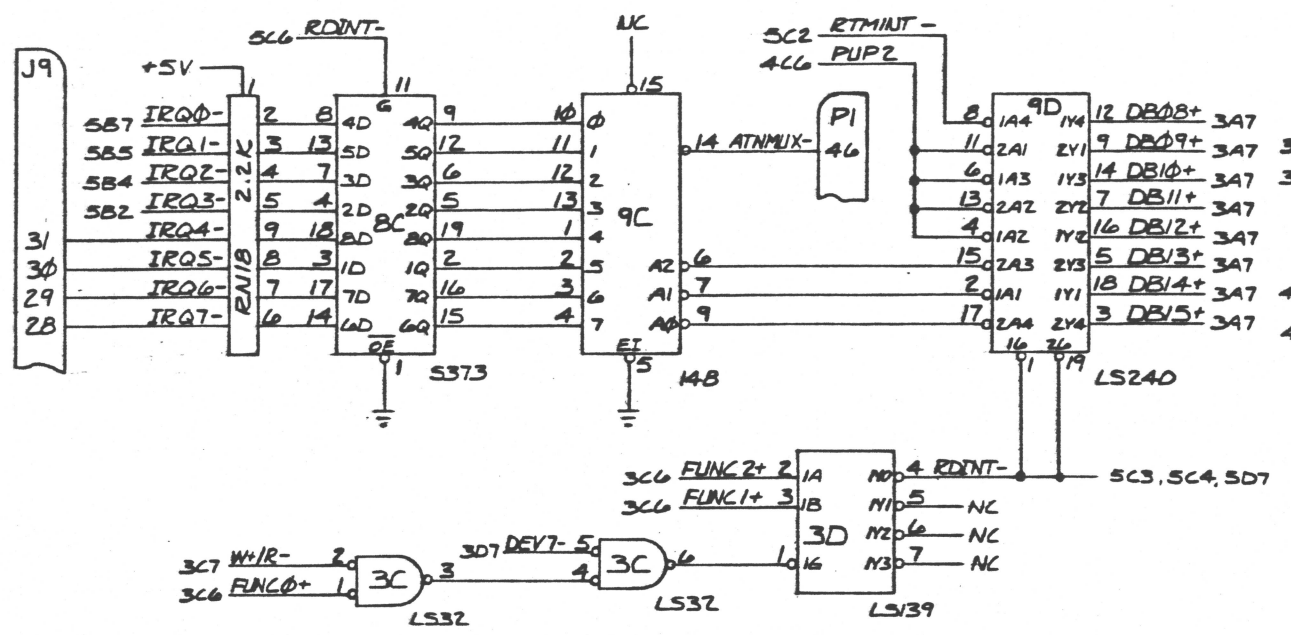 5C6 RDINT- NC 5C2 RTMINT-
4C6 PUP2
J9 +5V 1 11 15 9D
G
5B7 IRQ0- 2 8 4D 4Q 9 10 0 P1 8 1A4 1Y4 12 DB08+ 3A7
5B5 IRQ1- 3 13 5D 5Q 12 11 1 14 ATNMUX- 46 11 2A1 2Y1 9 DB09+ 3A7 3
5B4 IRQ2- 4 7 3D 3Q 6 12 2 6 1A3 1Y3 14 DB10+ 3A7 3
5B2 IRQ3- 5 4 2D 2Q 5 13 3 13 2A2 2Y2 7 DB11+ 3A7
RN18 2.2K 8C 9C
31 IRQ4- 9 18 8D 8Q 19 1 4 4 1A2 1Y2 16 DB12+ 3A7
30 IRQ5- 8 3 1D 1Q 2 2 5 A2 6 15 2A3 2Y3 5 DB13+ 3A7
29 IRQ6- 7 17 7D 7Q 16 3 6 A1 7 2 1A1 1Y1 18 DB14+ 3A7 4
28 IRQ7- 6 14 6D 6Q 15 4 7 A0 9 17 2A4 2Y4 3 DB15+ 3A7
OE EI 1G 2G
1 S373 5 148 1 19 LS240
3C6 FUNC2+ 2 1A 1Y0 4 RDINT- 5C3, 5C4, 5D7
3C6 FUNC1+ 3 1B 1Y1 5 NC
3D 1Y2 6 NC
3D7 DEV7- 5 3C 6 1 1G 1Y3 7 NC
3C7 W+/R- 2 3C 3 4
3C6 FUNC0+ 1
LS32 LS32 LS139